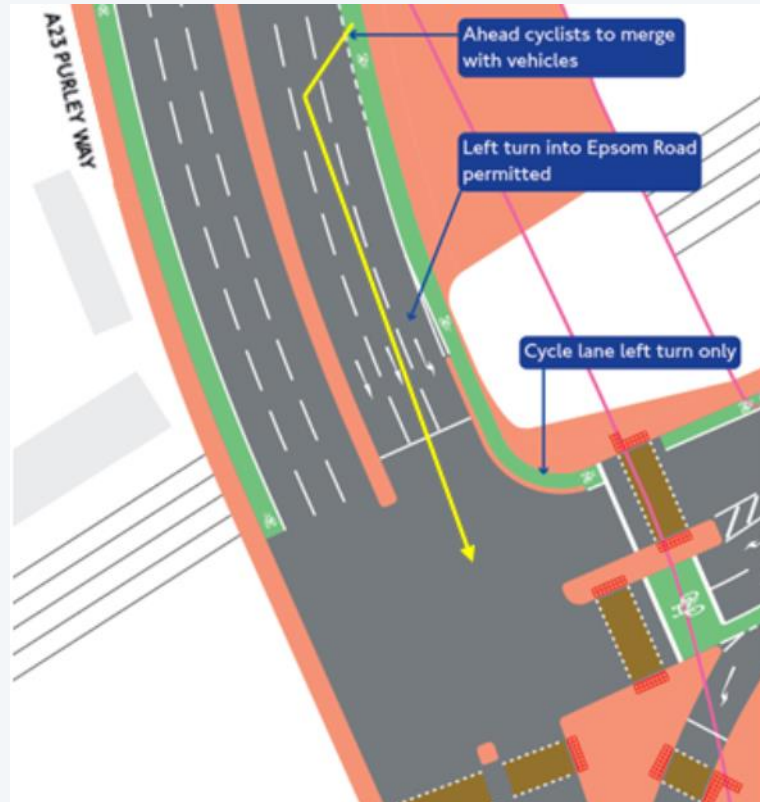 A23 PURLEY WAY
Ahead cyclists to merge
with vehicles
Left turn into Epsom Road
permitted
Cycle lane left turn only